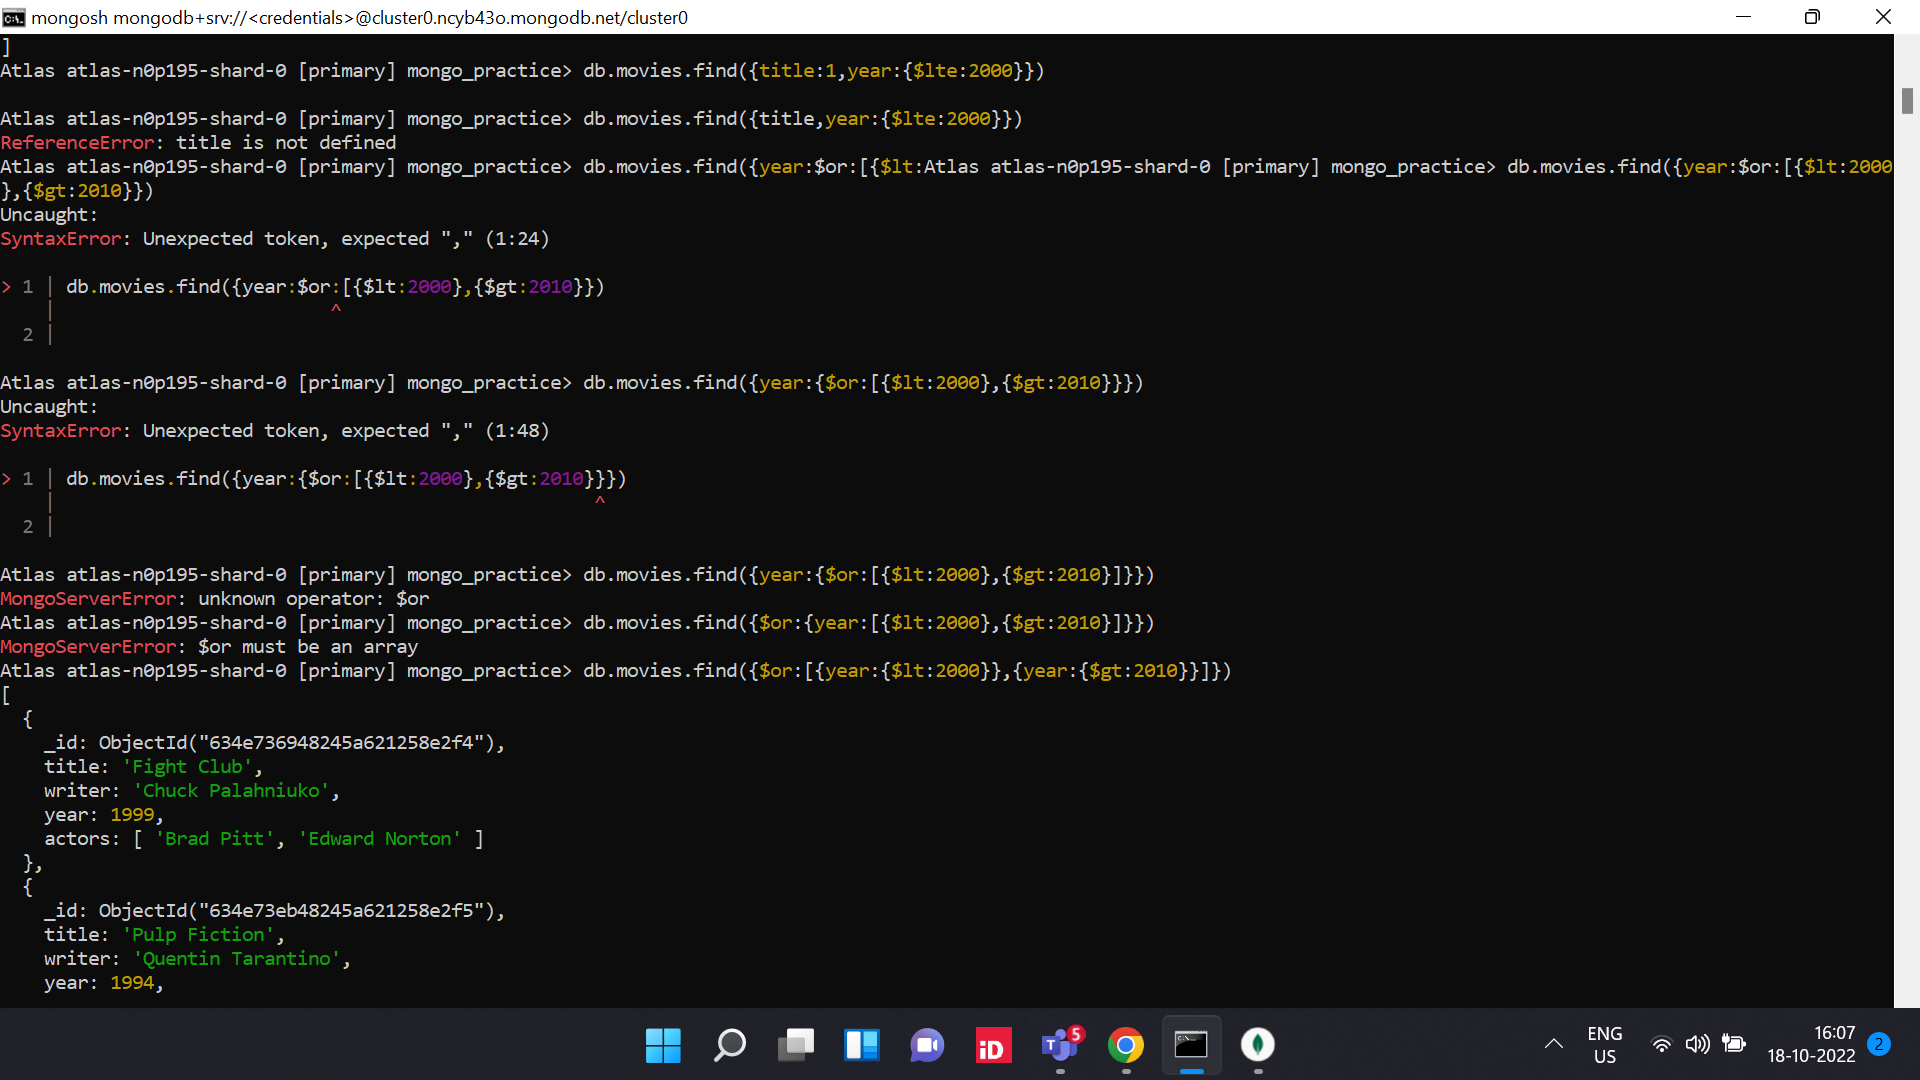 mongosh mongodb+srv://<credentials>@cluster0.ncyb43o.mongodb.net/cluster0
]
Atlas atlas-n0p195-shard-0 [primary] mongo_practice> db.movies.find({title:1,year:{$lte:2000}})
Atlas atlas-n0p195-shard-0 [primary] mongo_practice> db.movies.find({title,year:{$lte:2000}})
ReferenceError: title is not defined
Atlas atlas-n0p195-shard-0 [primary] mongo_practice> db.movies.find({year:$or:[{$lt:Atlas atlas-n0p195-shard-0 [primary] mongo_practice> db.movies.find({year:$or:[{$lt:2000
},{$gt:2010}})
Uncaught:
SyntaxError: Unexpected token, expected "," (1:24)
> 1 | db.movies.find({year:$or:[{$lt:2000},{$gt:2010}})
| ^
2 |
Atlas atlas-n0p195-shard-0 [primary] mongo_practice> db.movies.find({year:{$or:[{$lt:2000},{$gt:2010}}})
Uncaught:
SyntaxError: Unexpected token, expected "," (1:48)
> 1 | db.movies.find({year:{$or:[{$lt:2000},{$gt:2010}}})
| ^
2 |
Atlas atlas-n0p195-shard-0 [primary] mongo_practice> db.movies.find({year:{$or:[{$lt:2000},{$gt:2010}]}})
MongoServerError: unknown operator: $or
Atlas atlas-n0p195-shard-0 [primary] mongo_practice> db.movies.find({$or:{year:[{$lt:2000},{$gt:2010}]}})
MongoServerError: $or must be an array
Atlas atlas-n0p195-shard-0 [primary] mongo_practice> db.movies.find({$or:[{year:{$lt:2000}},{year:{$gt:2010}}]})
[
{
_id: ObjectId("634e736948245a621258e2f4"),
title: 'Fight Club',
writer: 'Chuck Palahniuko',
year: 1999,
actors: [ 'Brad Pitt', 'Edward Norton' ]
},
{
_id: ObjectId("634e73eb48245a621258e2f5"),
title: 'Pulp Fiction',
writer: 'Quentin Tarantino',
year: 1994,
iD
T
5
ENG
US
16:07
18-10-2022
2